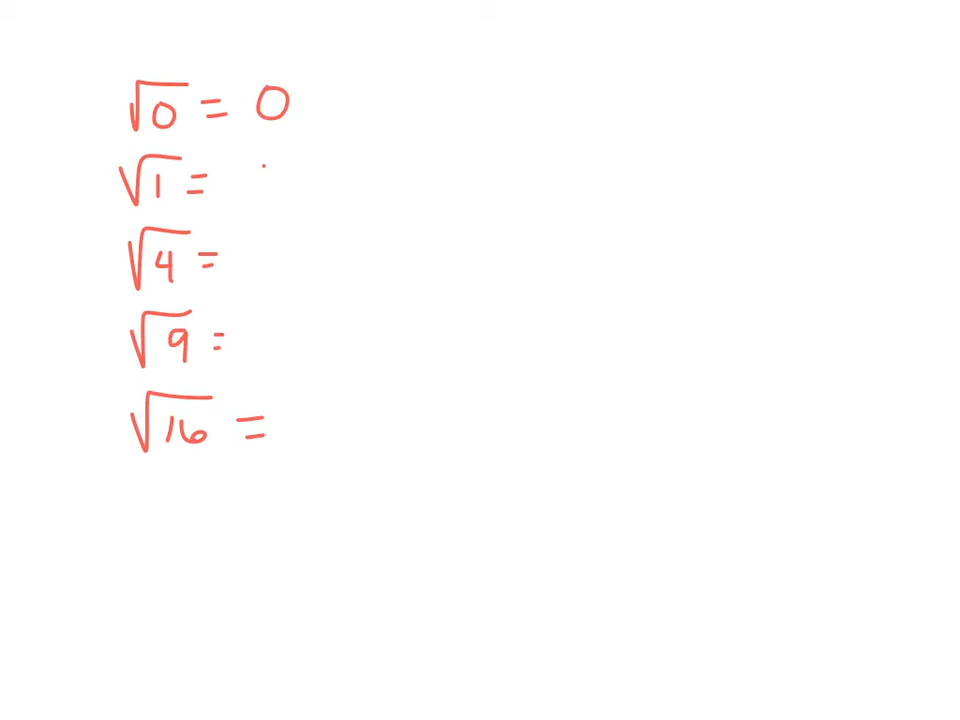 √0 = 0
√1 =
√4 =
√9 =
√16 =